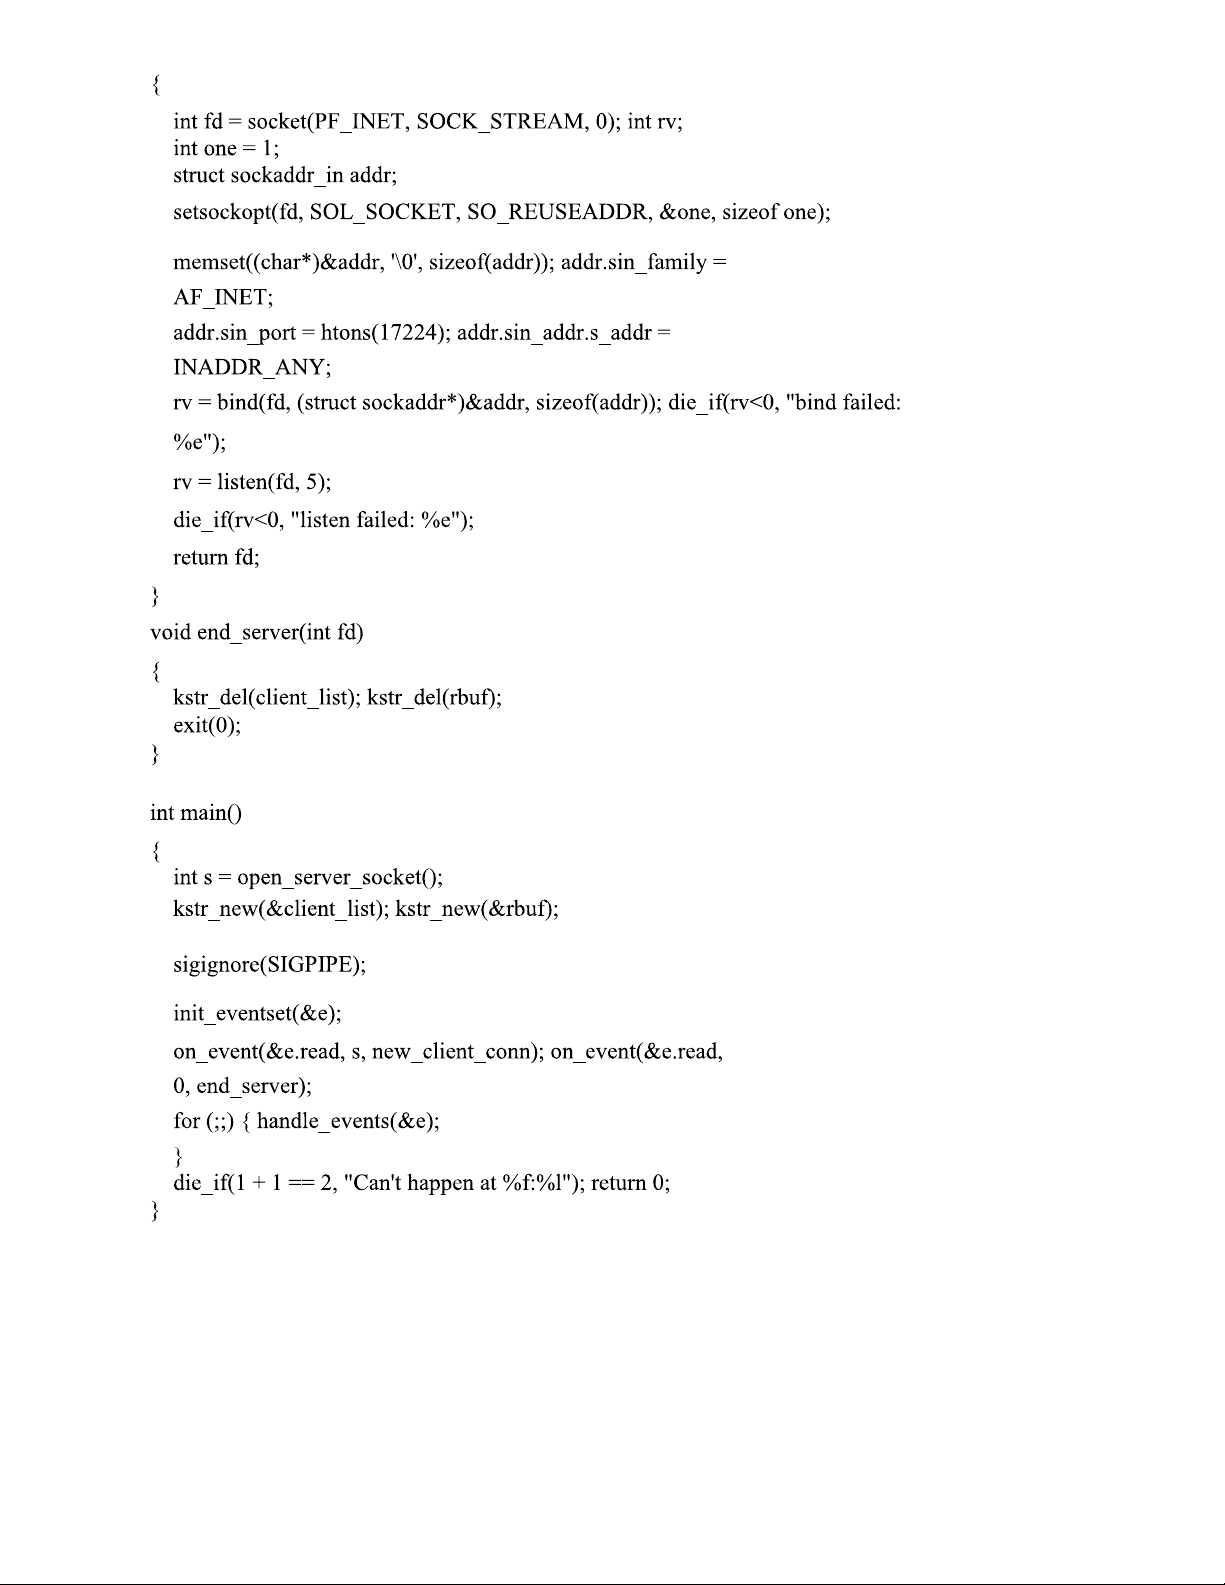 {
int fd = socket(PF_INET, SOCK_STREAM, 0); int rv;
int one = 1;
struct sockaddr_in addr;
setsockopt(fd, SOL_SOCKET, SO_REUSEADDR, &one, sizeof one);
memset((char*)&addr, '\0', sizeof(addr)); addr.sin_family =
AF_INET;
addr.sin_port = htons(17224); addr.sin_addr.s_addr =
INADDR_ANY;
rv = bind(fd, (struct sockaddr*)&addr, sizeof(addr)); die_if(rv<0, "bind failed:
%e");
rv = listen(fd, 5);
die_if(rv<0, "listen failed: %e");
return fd;
}
void end_server(int fd)
{
kstr_del(client_list); kstr_del(rbuf);
exit(0);
}
int main()
{
int s = open_server_socket();
kstr_new(&client_list); kstr_new(&rbuf);
sigignore(SIGPIPE);
init_eventset(&e);
on_event(&e.read, s, new_client_conn); on_event(&e.read,
0, end_server);
for (;;) { handle_events(&e);
}
die_if(1 + 1 == 2, "Can't happen at %f:%l"); return 0;
}